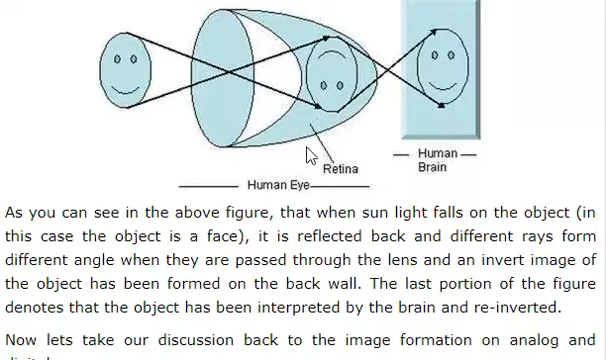 Retina
Human
Brain
Human Eye
As you can see in the above figure, that when sun light falls on the object (in
this case the object is a face), it is reflected back and different rays form
different angle when they are passed through the lens and an invert image of
the object has been formed on the back wall. The last portion of the figure
denotes that the object has been interpreted by the brain and re-inverted.
Now lets take our discussion back to the image formation on analog and